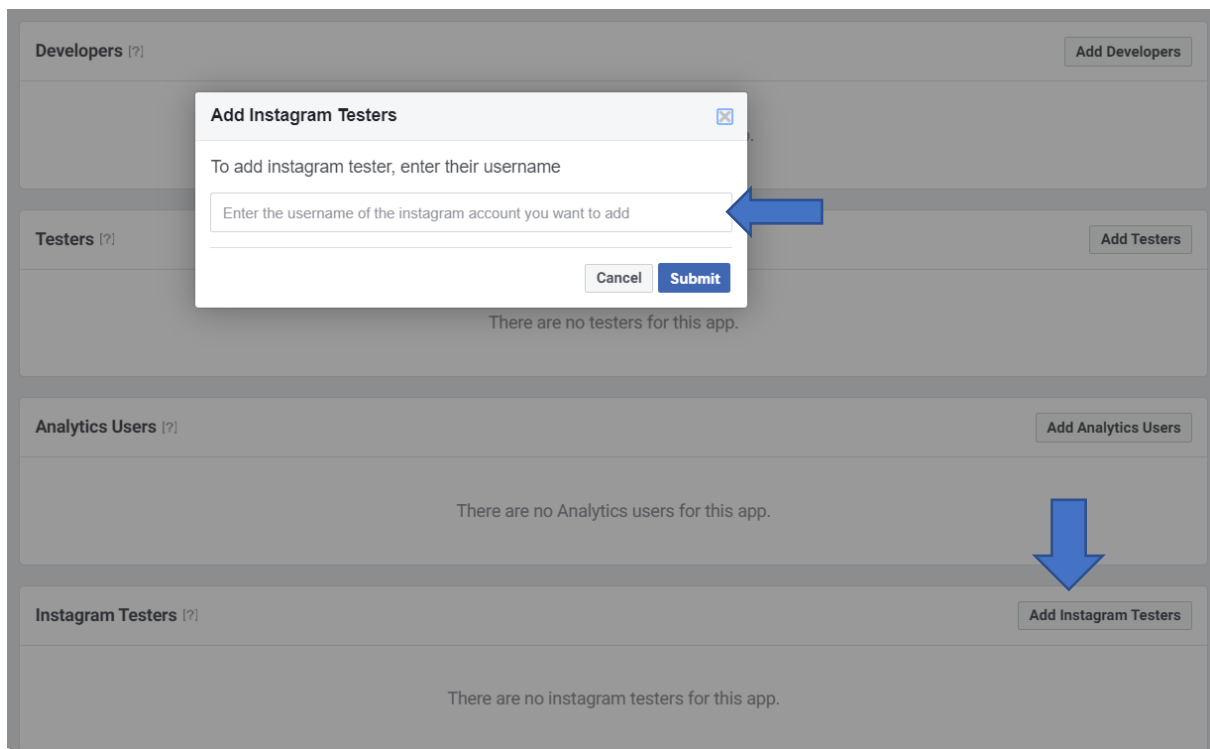 Developers [?]
Add Developers
Add Instagram Testers
To add instagram tester, enter their username
Enter the username of the instagram account you want to add
Cancel
Submit
Testers [?]
Add Testers
There are no testers for this app.
Analytics Users [?]
Add Analytics Users
There are no Analytics users for this app.
Instagram Testers [?]
Add Instagram Testers
There are no instagram testers for this app.